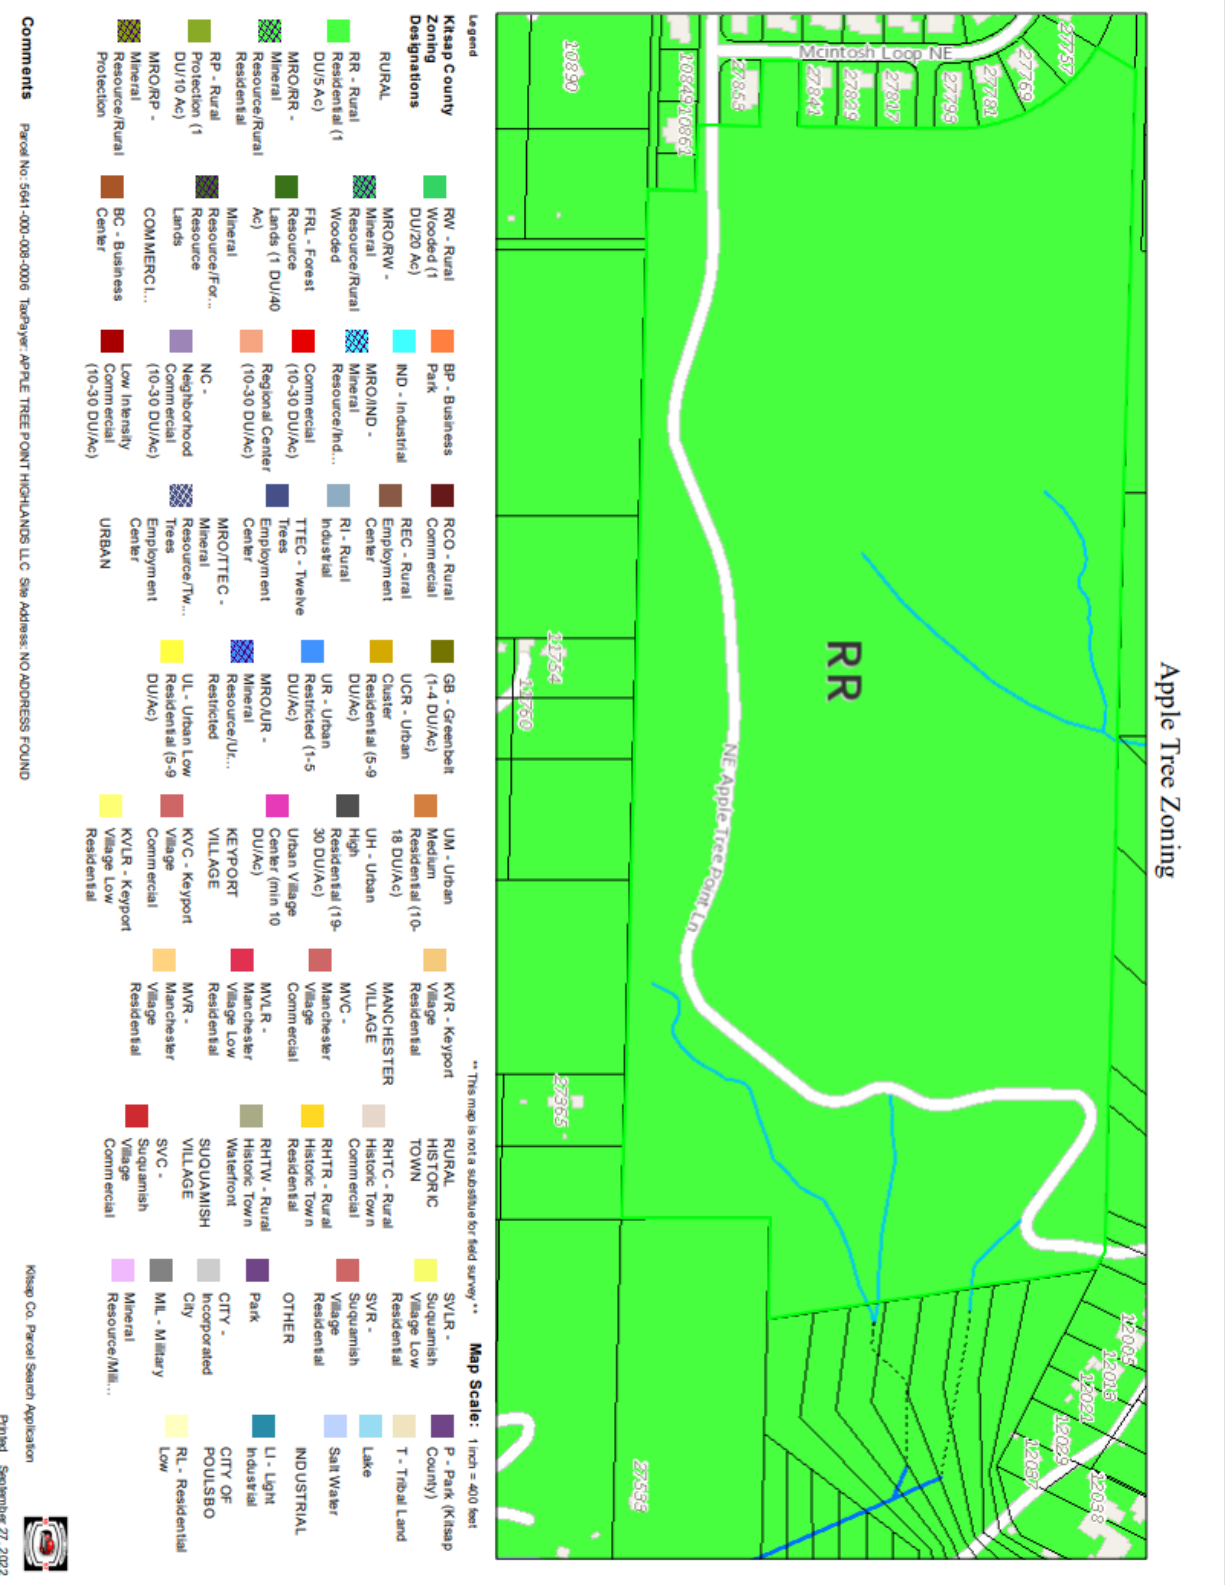 Apple Tree Zoning
Mcintosh Loop NE
27757
27769
27781
27793
27807
27829
27841
27853
10849
10861
10890
RR
NE Apple Tree Point Ln
11754
11760
27365
27533
12005
12015
12021
12029
12037
12038
Legend
** This map is not a substitue for field survey **
Map Scale: 1 inch = 400 feet
Kitsap County
Zoning
Designations
RURAL
RR - Rural
Residential (1
DU/5 Ac)
MRO/RR -
Mineral
Resource/Rural
Residential
RP - Rural
Protection (1
DU/10 Ac)
MRO/RP -
Mineral
Resource/Rural
Protection
RW - Rural
Wooded (1
DU/20 Ac)
MRO/RW -
Mineral
Resource/Rural
Wooded
FRL - Forest
Resource
Lands (1 DU/40
Ac)
Mineral
Resource/For...
Resource
Lands
COMMERCI...
BC - Business
Center
BP - Business
Park
IND - Industrial
MRO/IND -
Mineral
Resource/Ind...
Commercial
(10-30 DU/Ac)
Regional Center
(10-30 DU/Ac)
NC -
Neighborhood
Commercial
(10-30 DU/Ac)
Low Intensity
Commercial
(10-30 DU/Ac)
RCO - Rural
Commercial
REC - Rural
Employment
Center
RI - Rural
Industrial
TTEC - Twelve
Trees
Employment
Center
MRO/TTEC -
Mineral
Resource/Tw...
Trees
Employment
Center
URBAN
GB - Greenbelt
(1-4 DU/Ac)
UCR - Urban
Cluster
Residential (5-9
DU/Ac)
UR - Urban
Restricted (1-5
DU/Ac)
MRO/UR -
Mineral
Resource/Ur...
Restricted
UL - Urban Low
Residential (5-9
DU/Ac)
UM - Urban
Medium
Residential (10-
18 DU/Ac)
UH - Urban
High
Residential (19-
30 DU/Ac)
Urban Village
Center (min 10
DU/Ac)
KEYPORT
VILLAGE
KVC - Keyport
Village
Commercial
KVLR - Keyport
Village Low
Residential
KVR - Keyport
Village
Residential
MANCHESTER
VILLAGE
MVC -
Manchester
Village
Commercial
MVLR -
Manchester
Village Low
Residential
MVR -
Manchester
Village
Residential
RURAL
HISTORIC
TOWN
RHTC - Rural
Historic Town
Commercial
RHTR - Rural
Historic Town
Residential
RHTW - Rural
Historic Town
Waterfront
SUQUAMISH
VILLAGE
SVC -
Suquamish
Village
Commercial
SVLR -
Suquamish
Village Low
Residential
SVR -
Suquamish
Village
Residential
OTHER
Park
CITY -
Incorporated
City
MIL - Military
Mineral
Resource/Mili...
P - Park (Kitsap
County)
T - Tribal Land
Lake
Salt Water
INDUSTRIAL
LI - Light
Industrial
CITY OF
POULSBO
RL - Residential
Low
Comments
Parcel No: 5641-000-008-0006 TaxPayer: APPLE TREE POINT HIGHLANDS LLC Site Address: NO ADDRESS FOUND
Kitsap Co. Parcel Search Application
Printed September 27, 2022